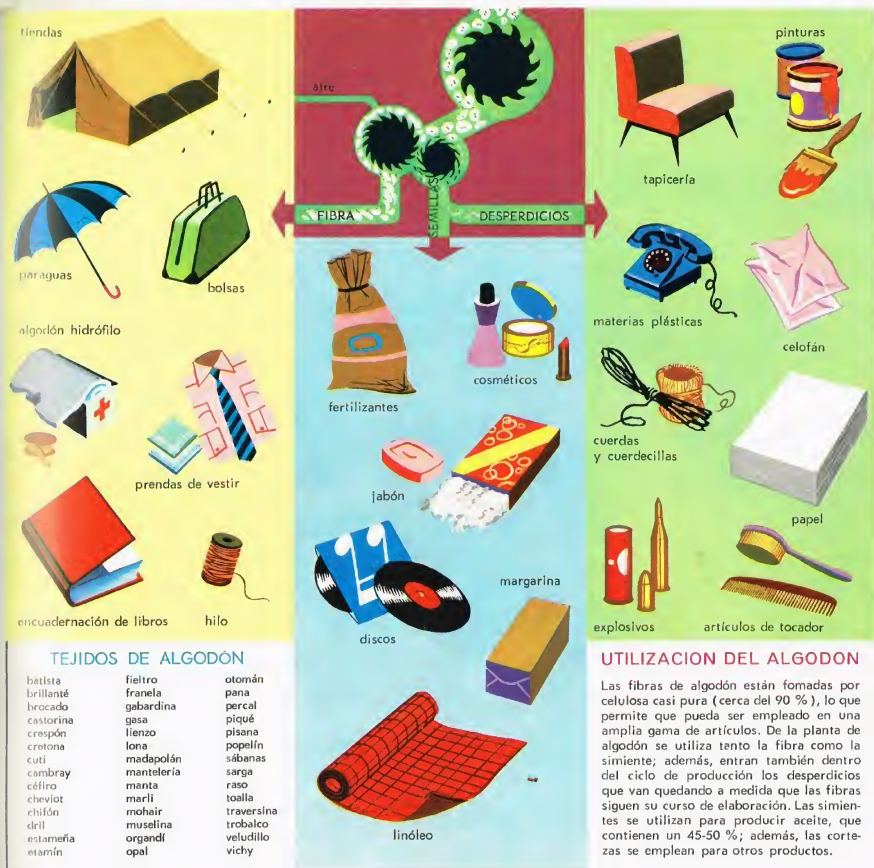 tiendas
paraguas
bolsas
algodón hidrófilo
prendas de vestir
encuadernación de libros
hilo
aire
FIBRA
SEMILLAS
DESPERDICIOS
fertilizantes
cosméticos
jabón
discos
margarina
linóleo
tapicería
pinturas
materias plásticas
celofán
cuerdas
y cuerdecillas
papel
explosivos
artículos de tocador
TEJIDOS DE ALGODÓN
batista
brillanté
brocado
castorina
crespón
cretona
cutí
cambray
céfiro
cheviot
chifón
dril
estameña
etamín
fieltro
franela
gabardina
gasa
lienzo
lona
madapolán
mantelería
manta
marlí
mohair
muselina
organdí
opal
otomán
pana
percal
piqué
pisana
popelín
sábanas
sarga
raso
toalla
traversina
trobalco
veludillo
vichy
UTILIZACION DEL ALGODON
Las fibras de algodón están fomadas por
celulosa casi pura (cerca del 90 %), lo que
permite que pueda ser empleado en una
amplia gama de artículos. De la planta de
algodón se utiliza tento la fibra como la
simiente; además, entran también dentro
del ciclo de producción los desperdicios
que van quedando a medida que las fibras
siguen su curso de elaboración. Las simien-
tes se utilizan para producir aceite, que
contienen un 45-50 %; además, las corte-
zas se emplean para otros productos.